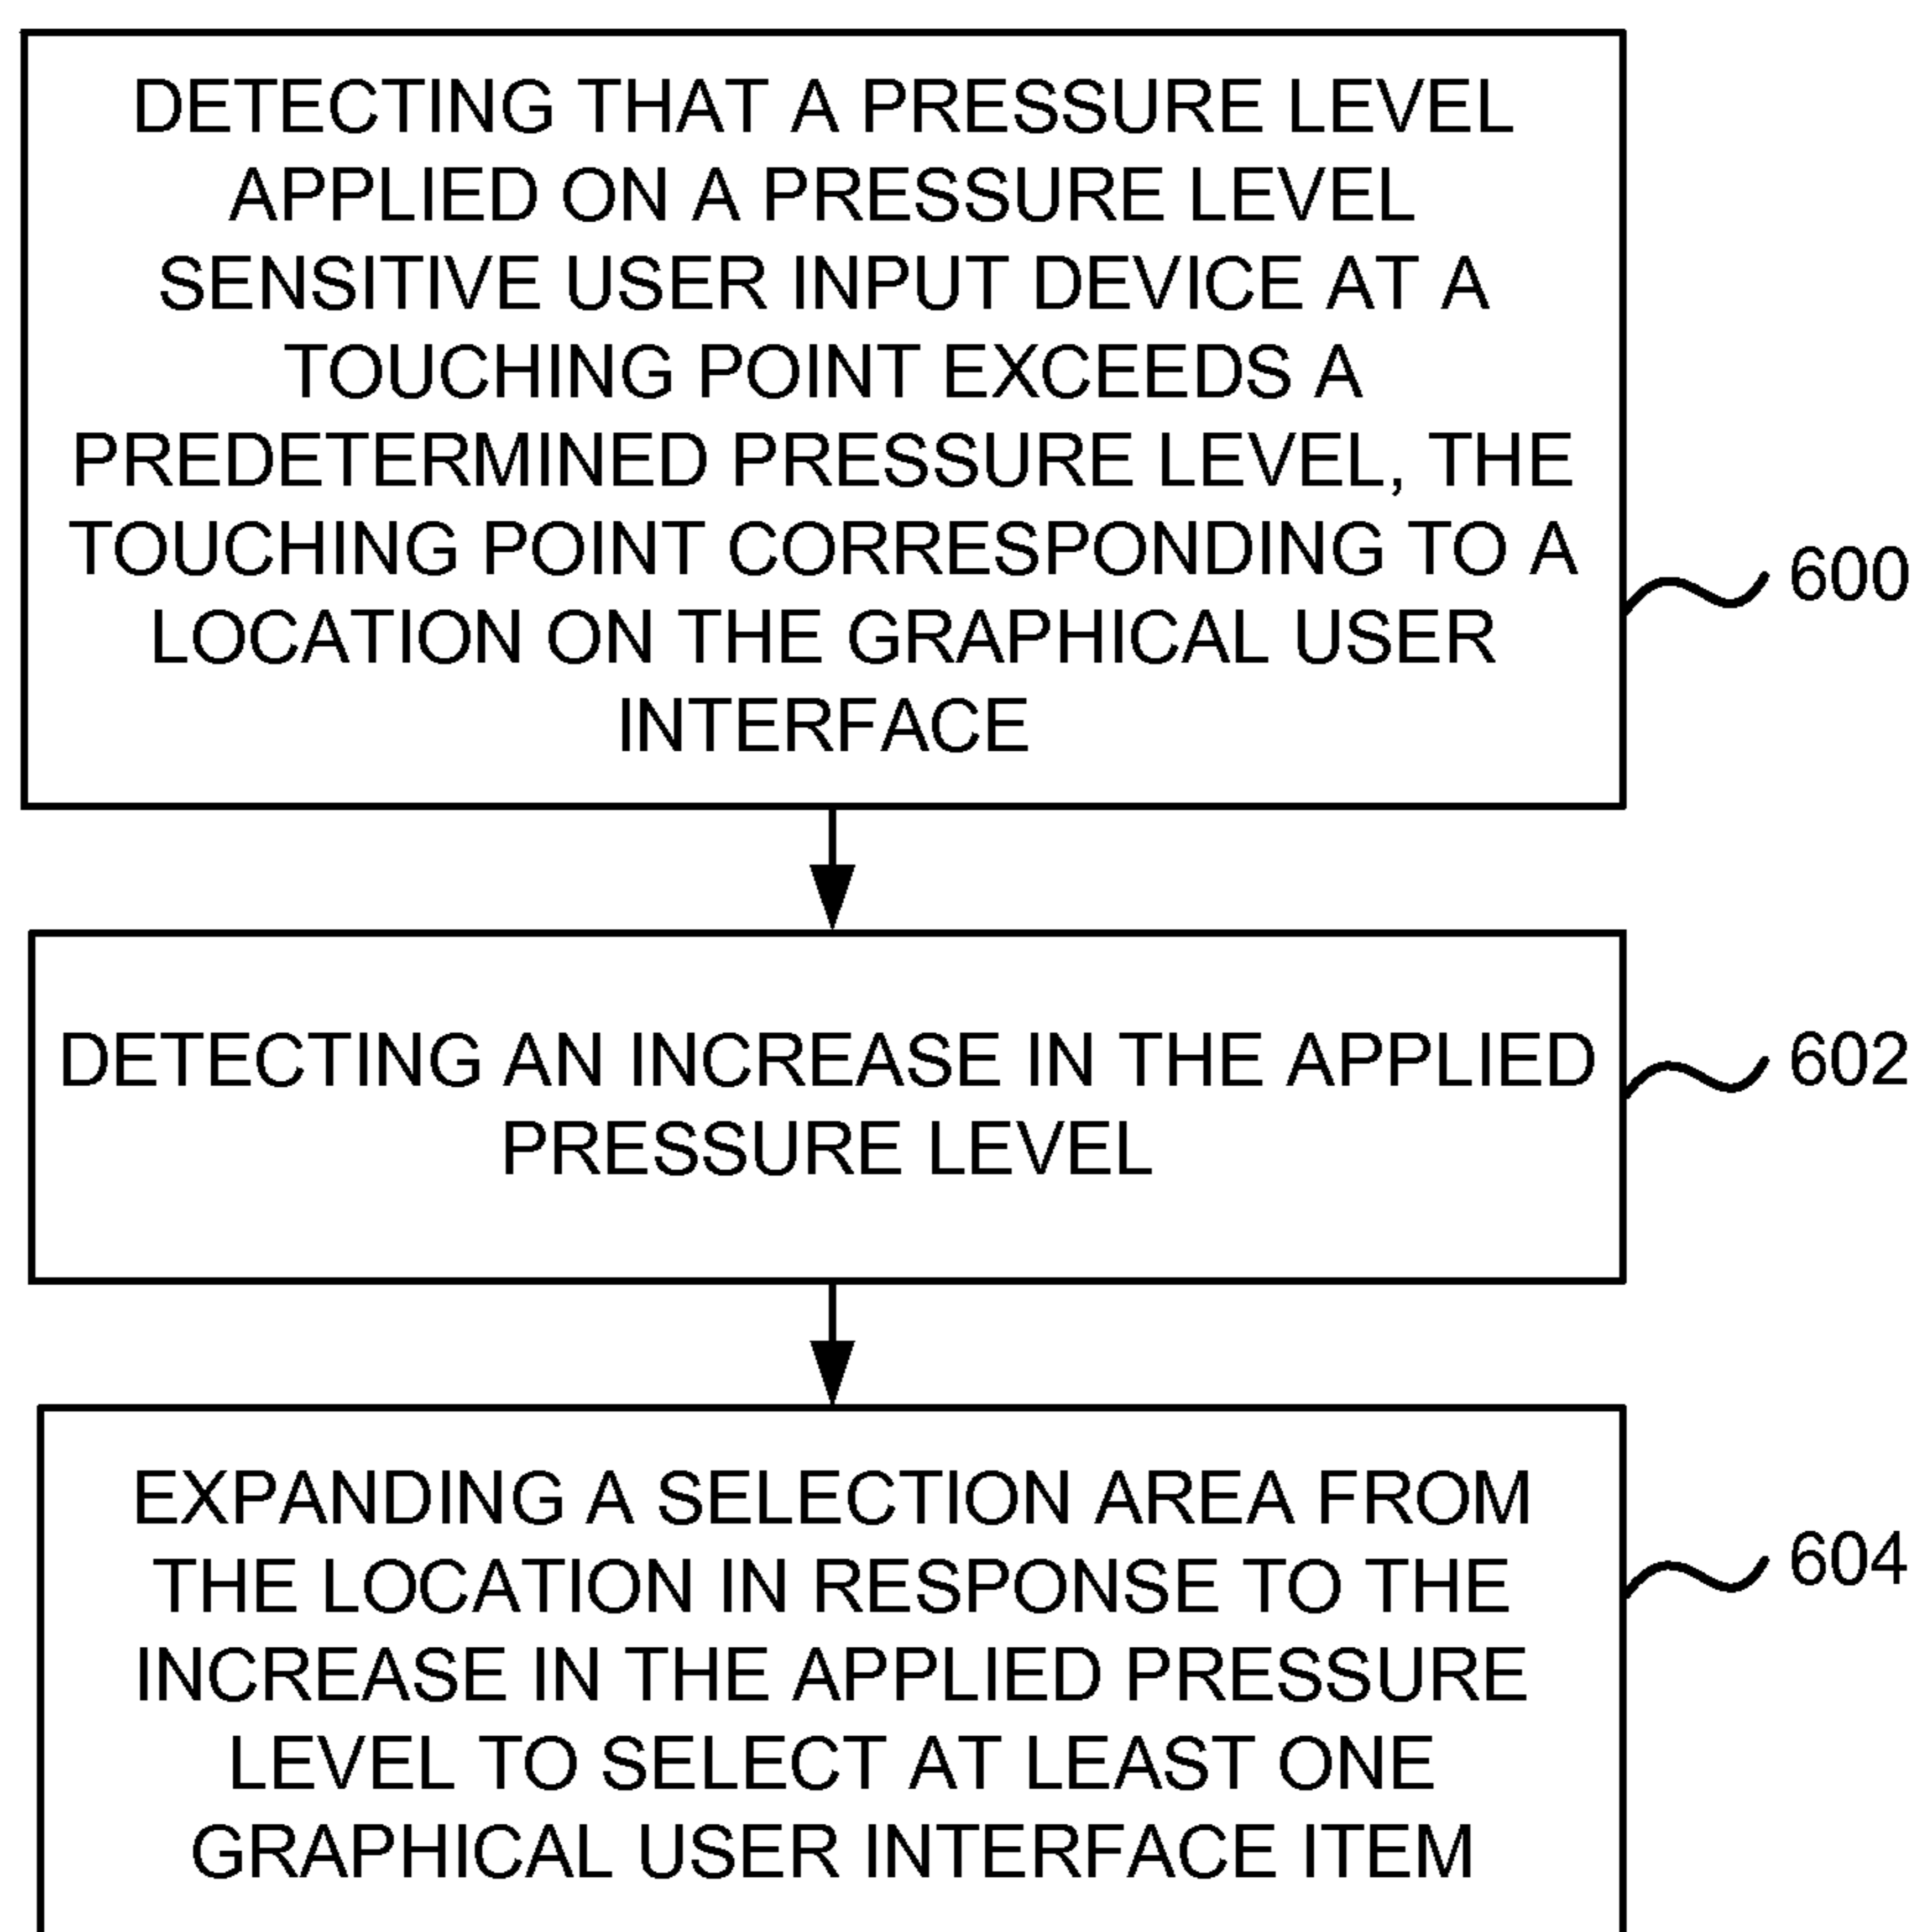 DETECTING THAT A PRESSURE LEVEL
APPLIED ON A PRESSURE LEVEL
SENSITIVE USER INPUT DEVICE AT A
TOUCHING POINT EXCEEDS A
PREDETERMINED PRESSURE LEVEL, THE
TOUCHING POINT CORRESPONDING TO A
LOCATION ON THE GRAPHICAL USER
INTERFACE
600
DETECTING AN INCREASE IN THE APPLIED
PRESSURE LEVEL
602
EXPANDING A SELECTION AREA FROM
THE LOCATION IN RESPONSE TO THE
INCREASE IN THE APPLIED PRESSURE
LEVEL TO SELECT AT LEAST ONE
GRAPHICAL USER INTERFACE ITEM
604